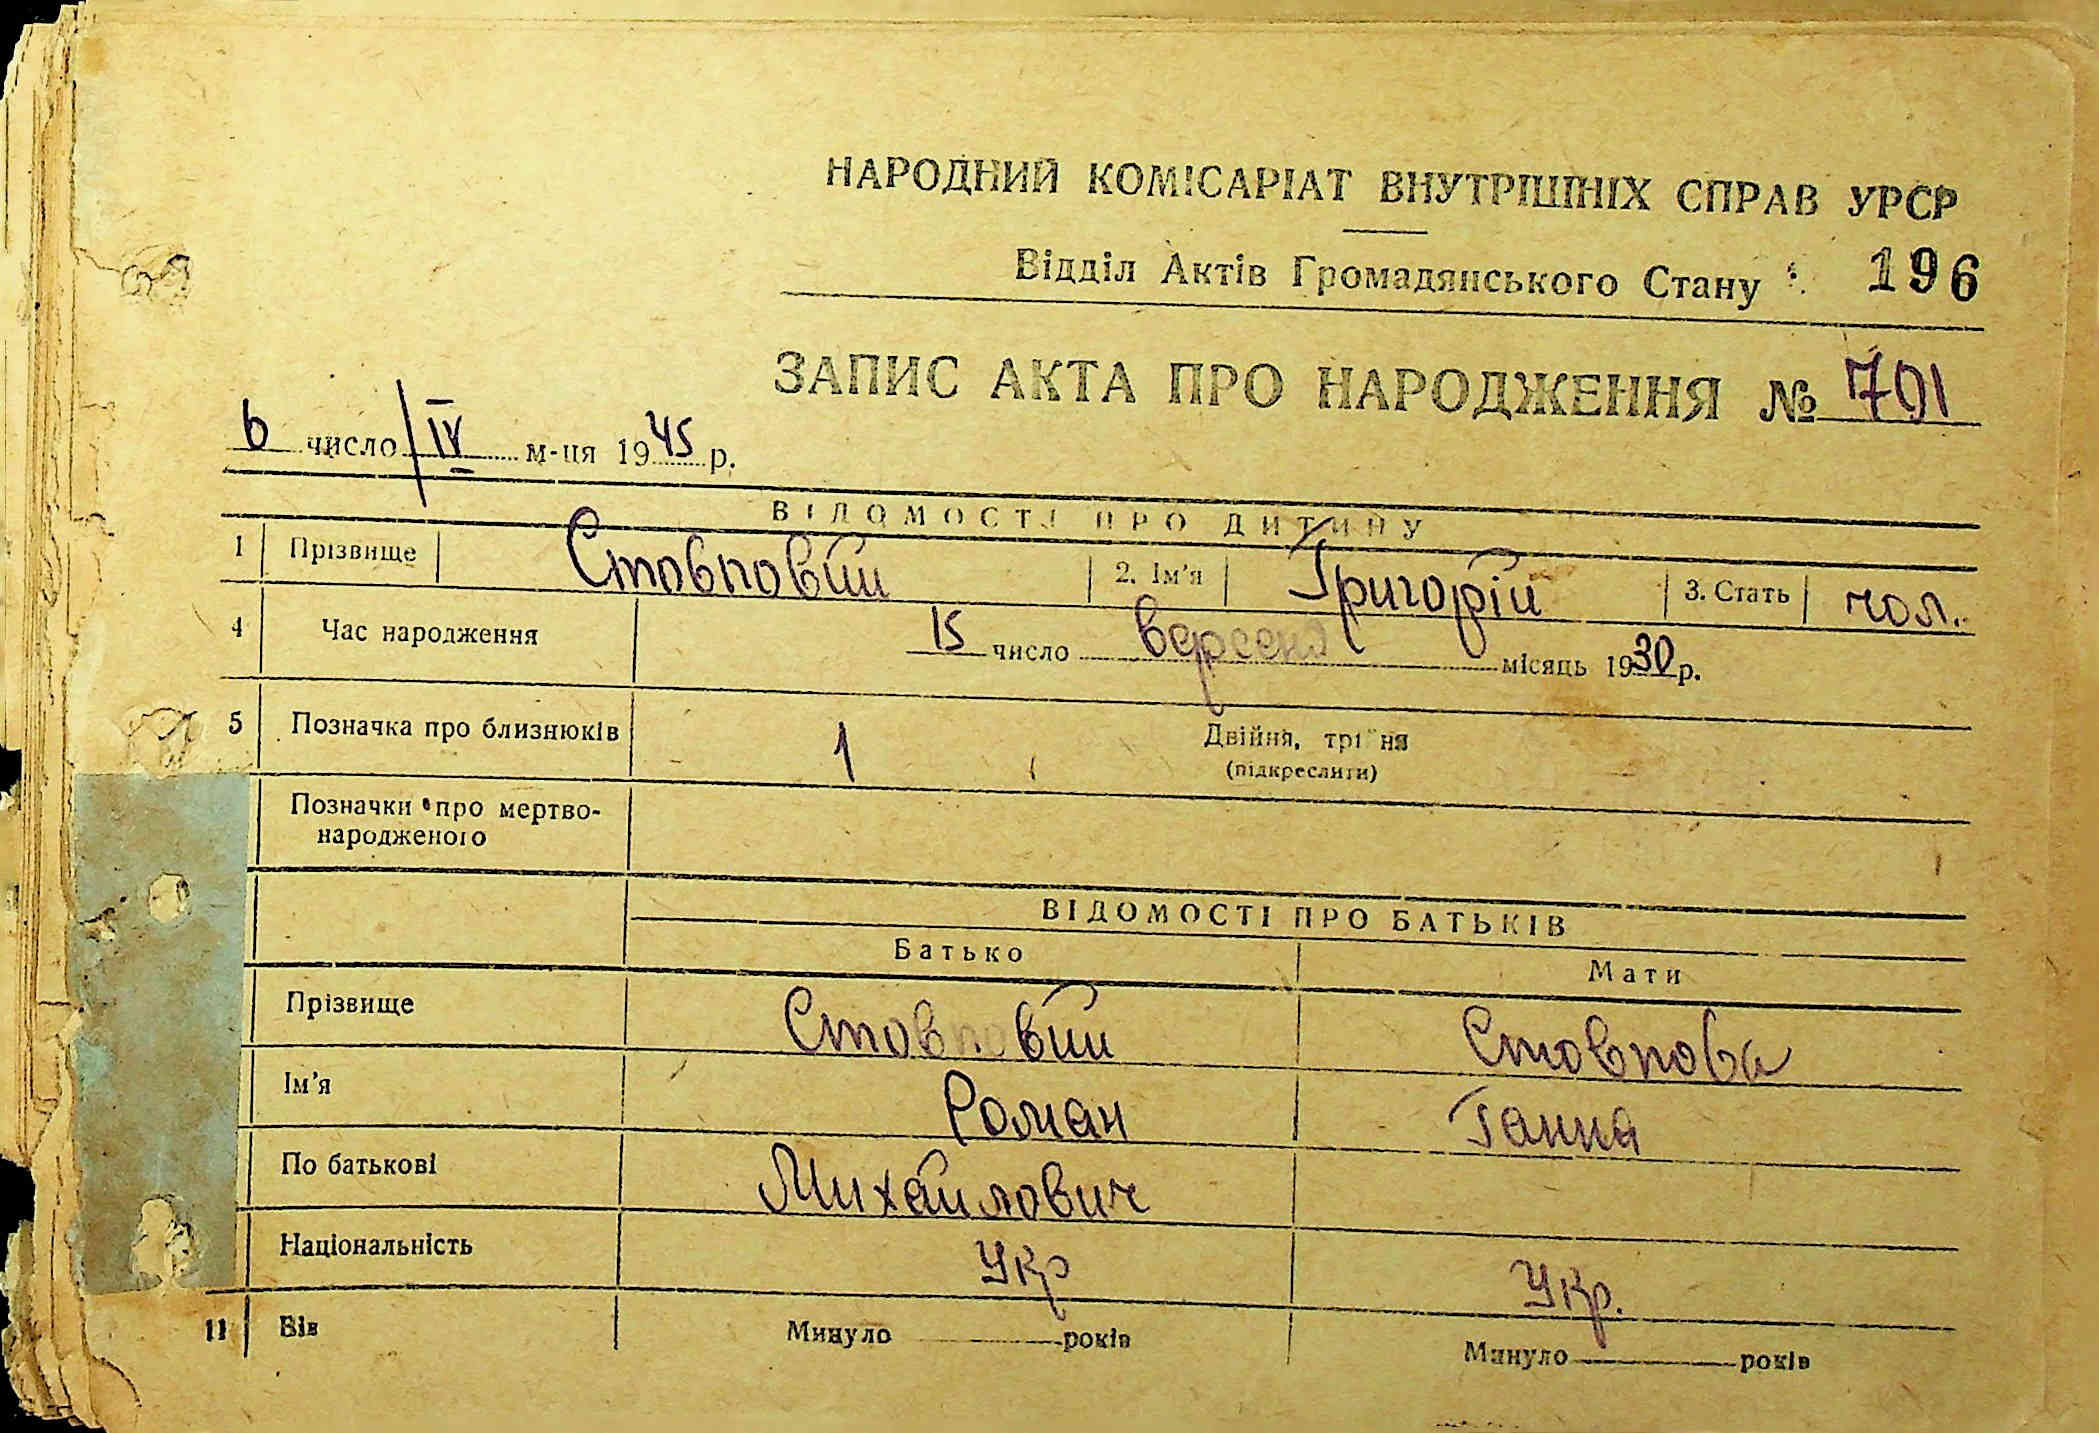 НАРОДНИЙ КОМІСАРІАТ ВНУТРІШНІХ СПРАВ УРСР
Відділ Актів Громадянського Стану 196
ЗАПИС АКТА ПРО НАРОДЖЕННЯ № 701
6 число IV м-ця 1945 р.
ВІДОМОСТІ ПРО ДИТИНУ
1 Прізвище Стовповий 2. Ім'я Григорій 3. Стать чол.
4 Час народження 15 число вересня місяць 1930 р.
5 Позначка про близнюків 1 Двійня, трійня
(підкреслити)
Позначки про мертво-
народженого
ВІДОМОСТІ ПРО БАТЬКІВ
Батько Мати
Прізвище Стовповий Стовпова
Ім'я Роман Ганна
По батькові Михайлович
Національність Укр Укр.
11 Вік Минуло років Минуло років